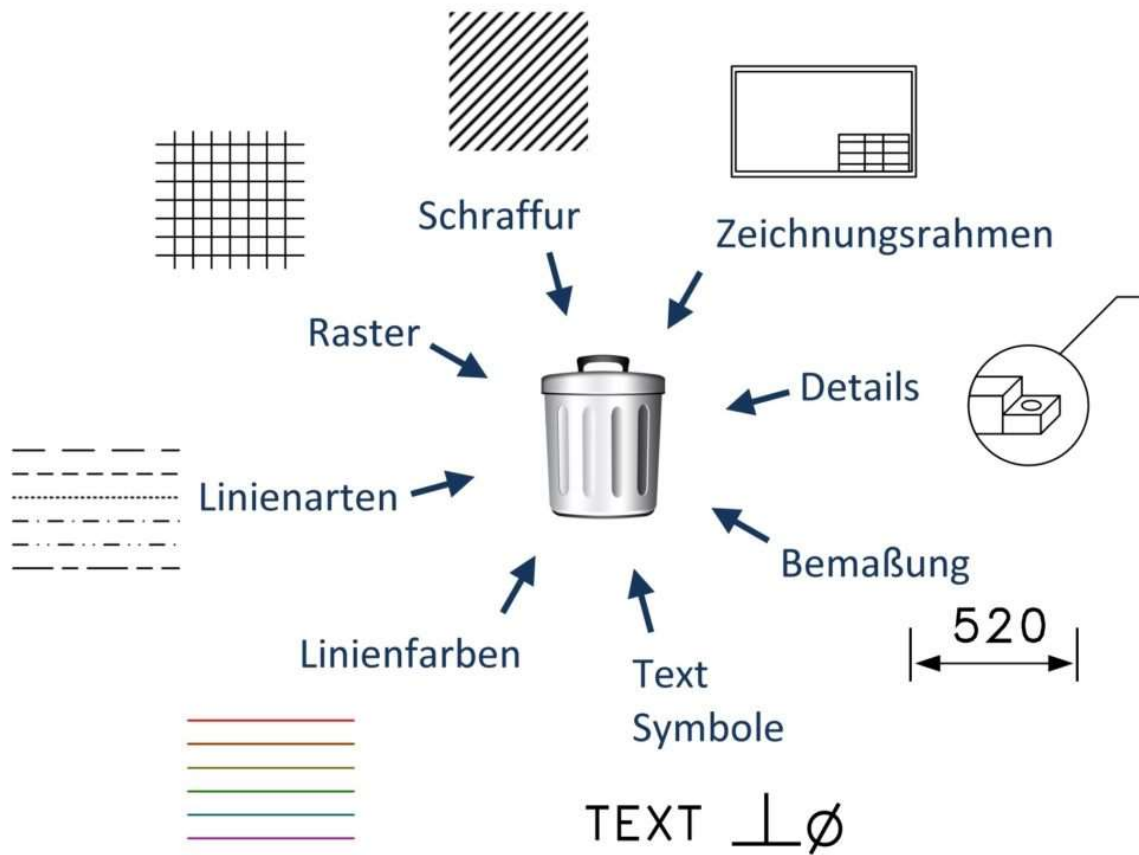 Schraffur
Zeichnungsrahmen
Raster
Details
Linienarten
Bemaßung
520
Linienfarben
Text
Symbole
TEXT ⊥ ⌀